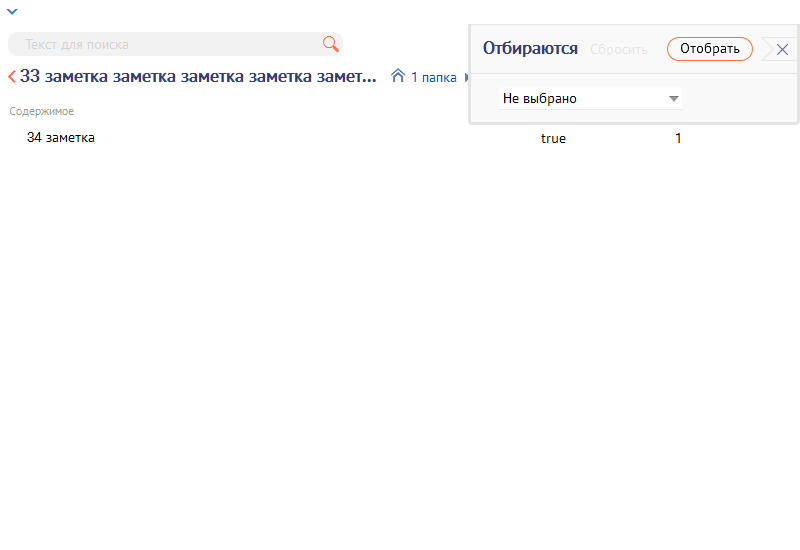 Текст для поиска
33 заметка заметка заметка заметка замет...
1 папка
Отбираются Сбросить Отобрать
Не выбрано
Содержимое
34 заметка true 1